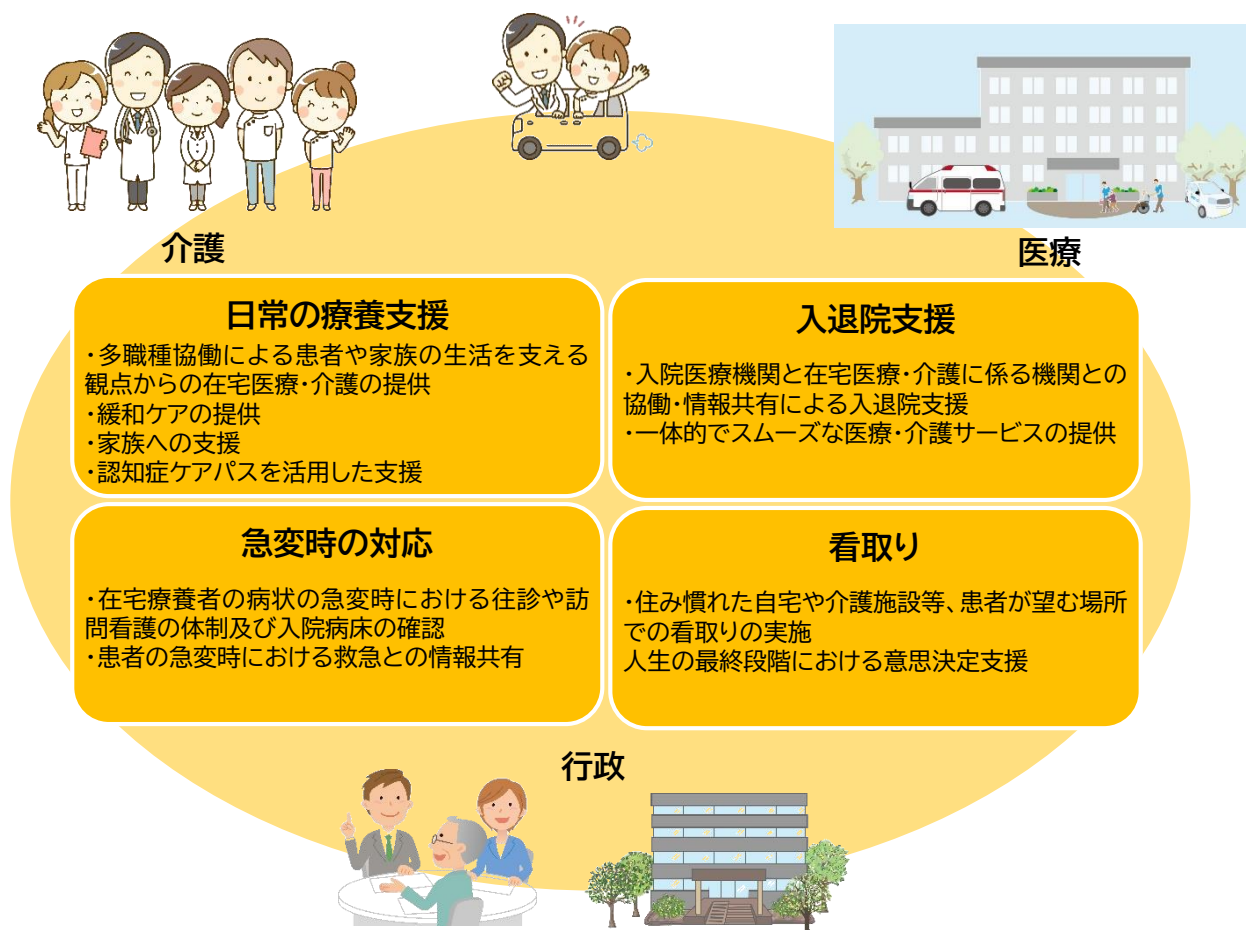 介護
医療
日常の療養支援
・多職種協働による患者や家族の生活を支える
観点からの在宅医療・介護の提供
・緩和ケアの提供
・家族への支援
・認知症ケアパスを活用した支援
入退院支援
・入院医療機関と在宅医療・介護に係る機関との
協働・情報共有による入退院支援
・一体的でスムーズな医療・介護サービスの提供
急変時の対応
・在宅療養者の病状の急変時における往診や訪
問看護の体制及び入院病床の確認
・患者の急変時における救急との情報共有
看取り
・住み慣れた自宅や介護施設等、患者が望む場所
での看取りの実施
人生の最終段階における意思決定支援
行政